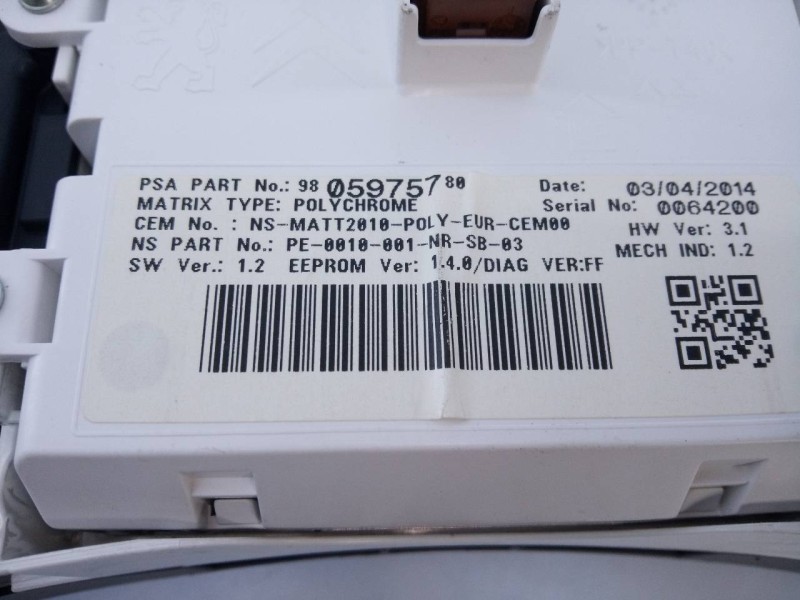 PSA PART No.: 98 059757 80 Date: 03/04/2014
MATRIX TYPE: POLYCHROME Serial No: 0064200
CEM No. : NS-MATT2010-POLY-EUR-CEM00 HW Ver: 3.1
NS PART No.: PE-0010-001-NR-SB-03 MECH IND: 1.2
SW Ver.: 1.2 EEPROM Ver: 1.4.0/DIAG VER:FF